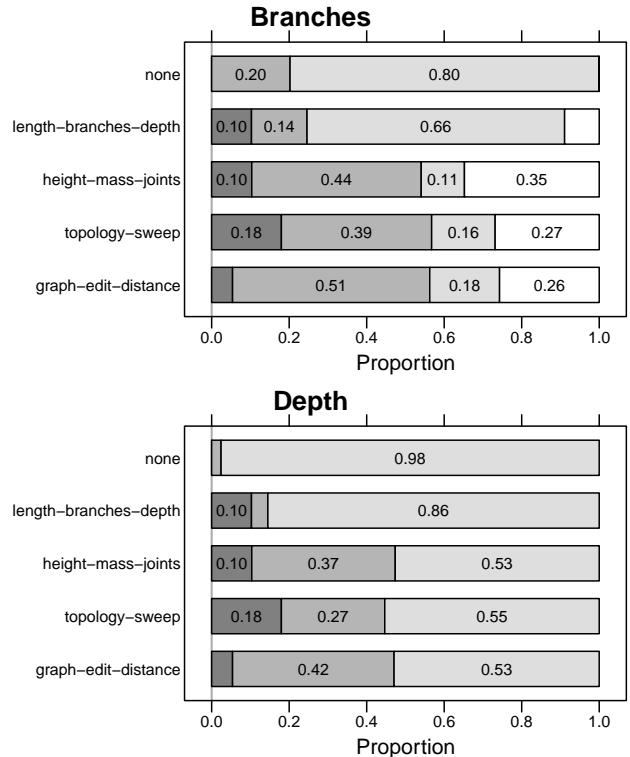 Branches
none
0.20 0.80
length−branches−depth
0.10 0.14 0.66
height−mass−joints
0.10 0.44 0.11 0.35
topology−sweep
0.18 0.39 0.16 0.27
graph−edit−distance
0.51 0.18 0.26
0.0 0.2 0.4 0.6 0.8 1.0
Proportion
Depth
none
0.98
length−branches−depth
0.10 0.86
height−mass−joints
0.10 0.37 0.53
topology−sweep
0.18 0.27 0.55
graph−edit−distance
0.42 0.53
0.0 0.2 0.4 0.6 0.8 1.0
Proportion